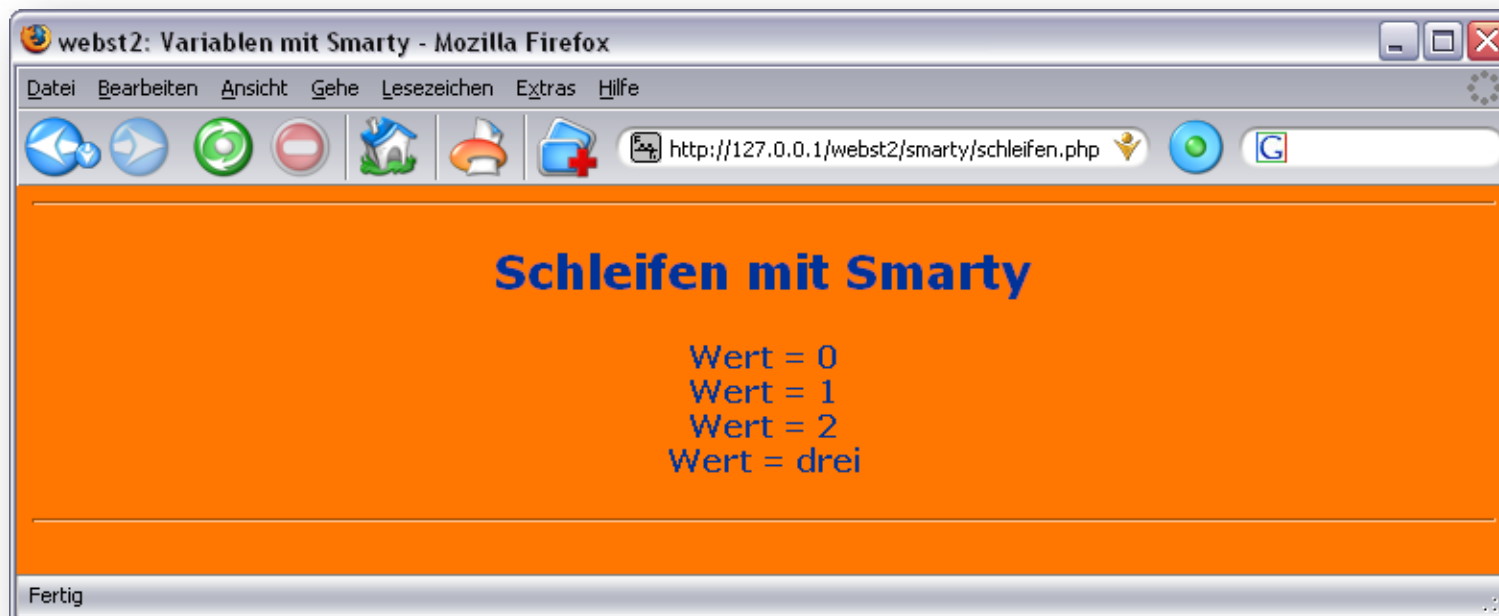 webst2: Variablen mit Smarty - Mozilla Firefox
Datei Bearbeiten Ansicht Gehe Lesezeichen Extras Hilfe
http://127.0.0.1/webst2/smarty/schleifen.php G
Schleifen mit Smarty
Wert = 0
Wert = 1
Wert = 2
Wert = drei
Fertig